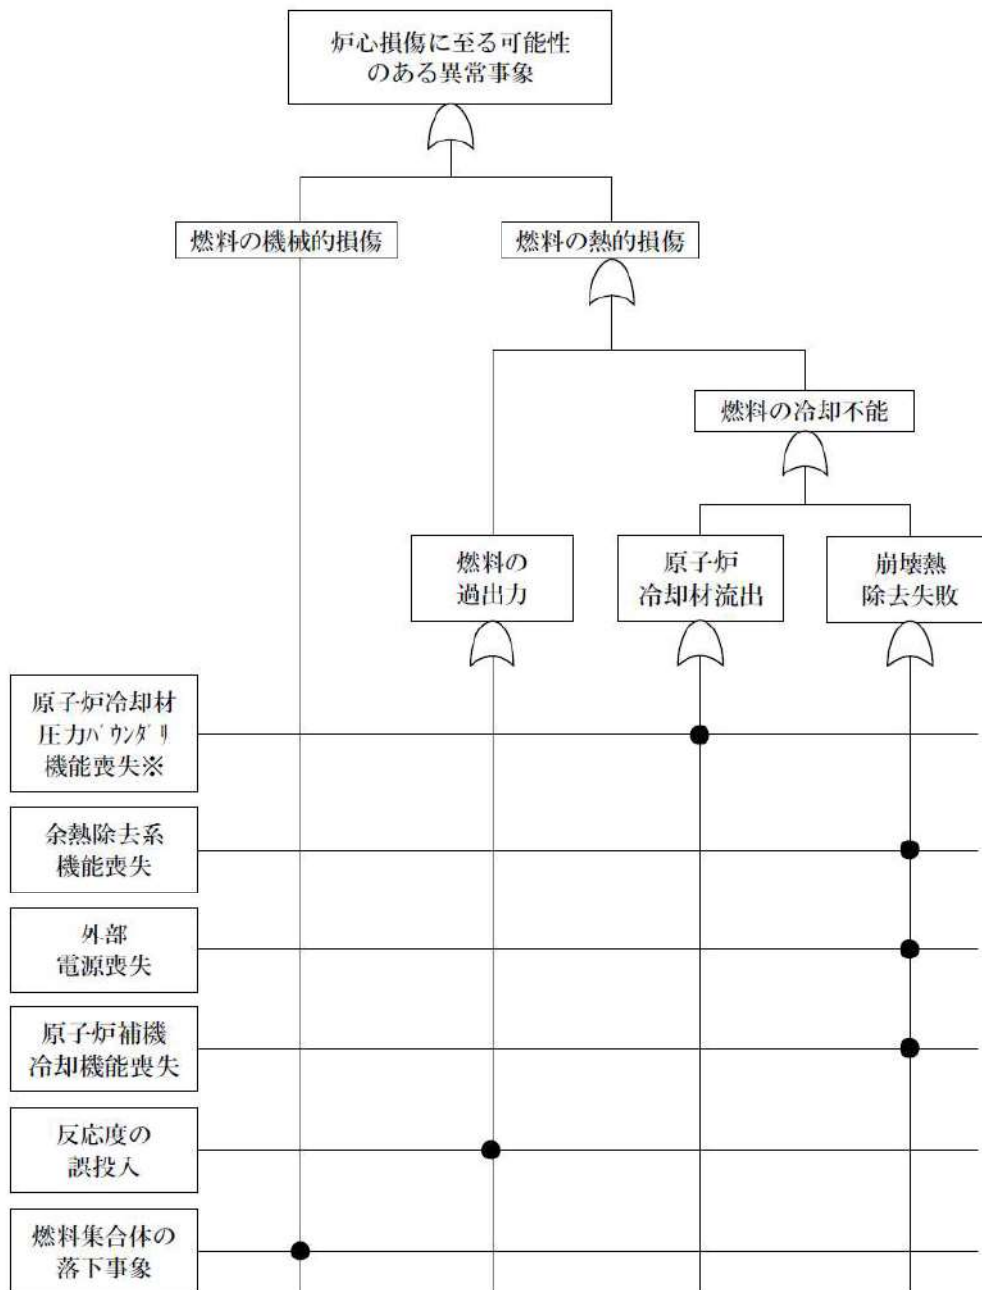 炉心損傷に至る可能性
のある異常事象
燃料の機械的損傷
燃料の熱的損傷
燃料の冷却不能
燃料の
過出力
原子炉
冷却材流出
崩壊熱
除去失敗
原子炉冷却材
圧力ﾊﾞｳﾝﾀﾞﾘ
機能喪失※
余熱除去系
機能喪失
外部
電源喪失
原子炉補機
冷却機能喪失
反応度の
誤投入
燃料集合体の
落下事象